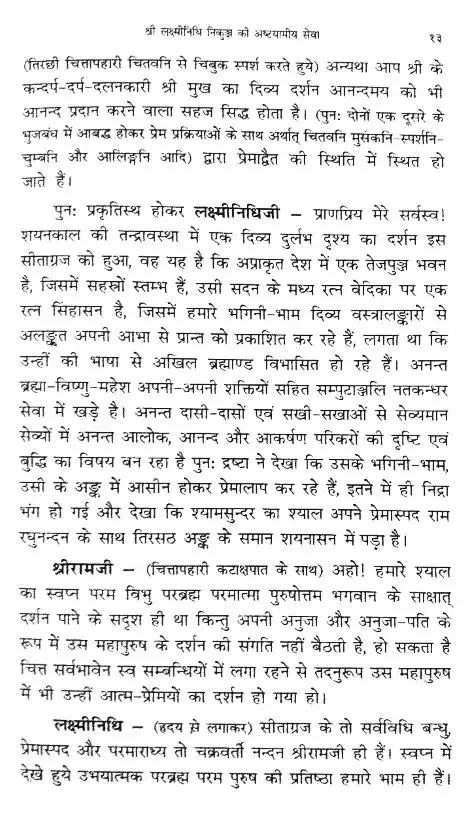 श्री लक्ष्मीनिधि निकुञ्ज की अष्टयामीय सेवा १३
(तिरछी चित्तापहारी चितवनि से चिबुक स्पर्श करते हुये) अन्यथा आप श्री के
कन्दर्प-दर्प-दलनकारी श्री मुख का दिव्य दर्शन आनन्दमय को भी
आनन्द प्रदान करने वाला सहज सिद्ध होता है। (पुनः दोनों एक दूसरे के
भुजबंध में आबद्ध होकर प्रेम प्रक्रियाओं के साथ अर्थात् चितवनि मुसंकनि-स्पर्शनि-
चुम्बनि और आलिङ्गनि आदि) द्वारा प्रेमाद्वैत की स्थिति में स्थित हो
जाते हैं।
पुनः प्रकृतिस्थ होकर लक्ष्मीनिधिजी – प्राणप्रिय मेरे सर्वस्व!
शयनकाल की तन्द्रावस्था में एक दिव्य दुर्लभ दृश्य का दर्शन इस
सीताग्रज को हुआ, वह यह है कि अप्राकृत देश में एक तेजपुञ्ज भवन
है, जिसमें सहस्त्रों स्तम्भ हैं, उसी सदन के मध्य रत्न वेदिका पर एक
रत्न सिंहासन है, जिसमें हमारे भगिनी-भाम दिव्य वस्त्रालङ्कारों से
अलङ्कृत अपनी आभा से प्रान्त को प्रकाशित कर रहे हैं, लगता था कि
उन्हीं की भाषा से अखिल ब्रह्माण्ड विभासित हो रहे हैं। अनन्त
ब्रह्मा-विष्णु-महेश अपनी-अपनी शक्तियों सहित सम्पुटाञ्जलि नतकन्धर
सेवा में खड़े है। अनन्त दासी-दासों एवं सखी-सखाओं से सेव्यमान
सेव्यों में अनन्त आलोक, आनन्द और आकर्षण परिकरों की दृष्टि एवं
बुद्धि का विषय बन रहा है पुनः द्रष्टा ने देखा कि उसके भगिनी-भाम,
उसी के अङ्क में आसीन होकर प्रेमालाप कर रहे हैं, इतने में ही निद्रा
भंग हो गई और देखा कि श्यामसुन्दर का श्याल अपने प्रेमास्पद राम
रघुनन्दन के साथ तिरसठ अङ्क के समान शयनासन में पड़ा है।
श्रीरामजी – (चित्तापहारी कटाक्षपात के साथ) अहो! हमारे श्याल
का स्वप्न परम विभु परब्रह्म परमात्मा पुरुषोत्तम भगवान के साक्षात्
दर्शन पाने के सदृश ही था किन्तु अपनी अनुजा और अनुजा-पति के
रूप में उस महापुरुष के दर्शन की संगति नहीं बैठती है, हो सकता है
चित्त सर्वभावेन स्व सम्बन्धियों में लगा रहने से तदनुरूप उस महापुरुष
में भी उन्हीं आत्म-प्रेमियों का दर्शन हो गया हो।
लक्ष्मीनिधि – (हृदय से लगाकर) सीताग्रज के तो सर्वविधि बन्धु,
प्रेमास्पद और परमाराध्य तो चक्रवर्ती नन्दन श्रीरामजी ही हैं। स्वप्न में
देखे हुये उभयात्मक परब्रह्म परम पुरुष की प्रतिष्ठा हमारे भाम ही हैं।